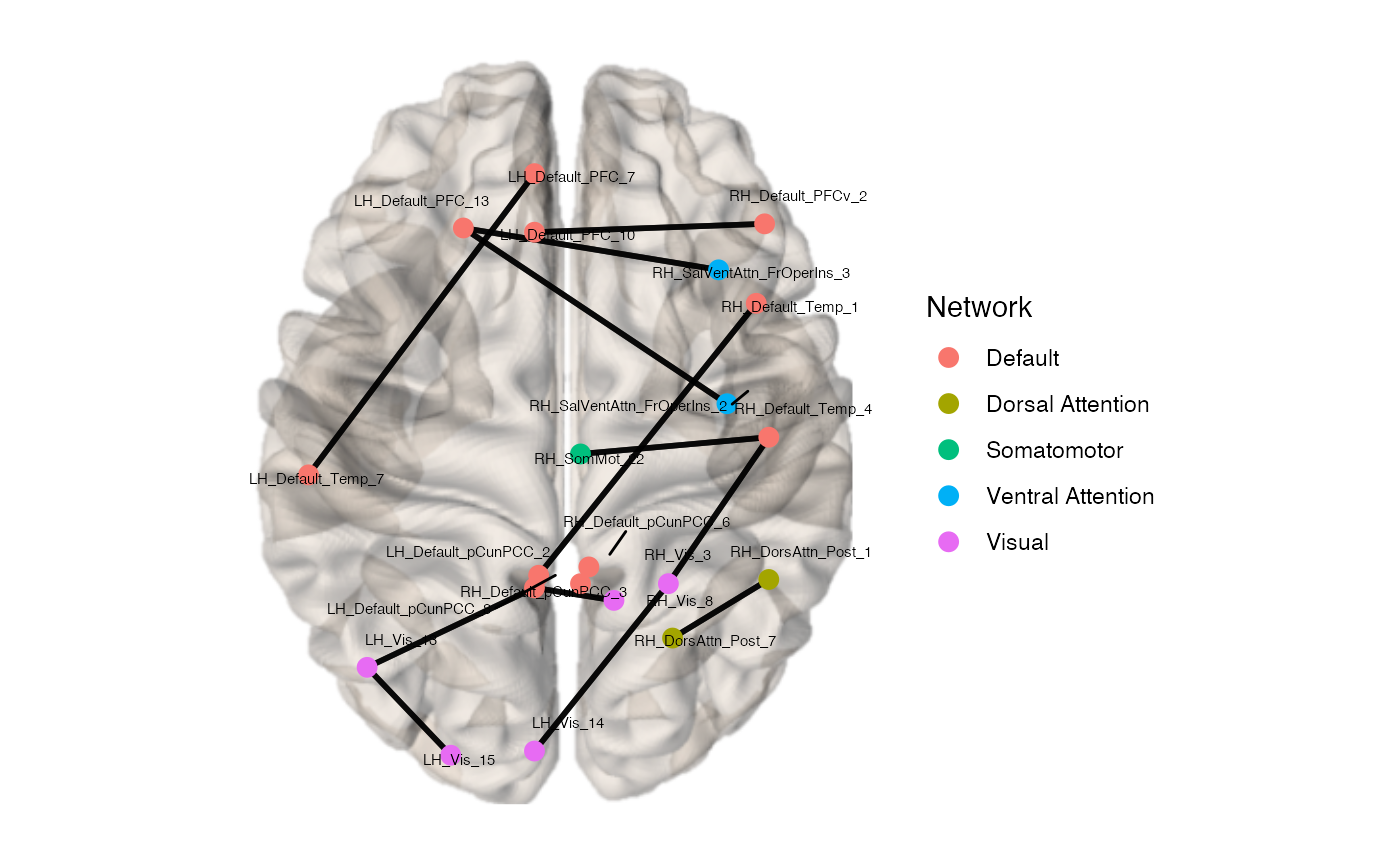 LH_Default_PFC_7
LH_Default_PFC_13
RH_Default_PFCv_2
LH_Default_PFC_10
RH_SalVentAttn_FrOperIns_3
RH_Default_Temp_1
RH_SalVentAttn_FrOperIns_2
RH_Default_Temp_4
RH_SomMot_22
LH_Default_Temp_7
RH_Default_pCunPCC_6
LH_Default_pCunPCC_2
RH_Vis_3
RH_DorsAttn_Post_1
RH_Default_pCunPCC_3
RH_Vis_8
LH_Default_pCunPCC_8
LH_Vis_13
RH_DorsAttn_Post_7
LH_Vis_14
LH_Vis_15
Network
Default
Dorsal Attention
Somatomotor
Ventral Attention
Visual